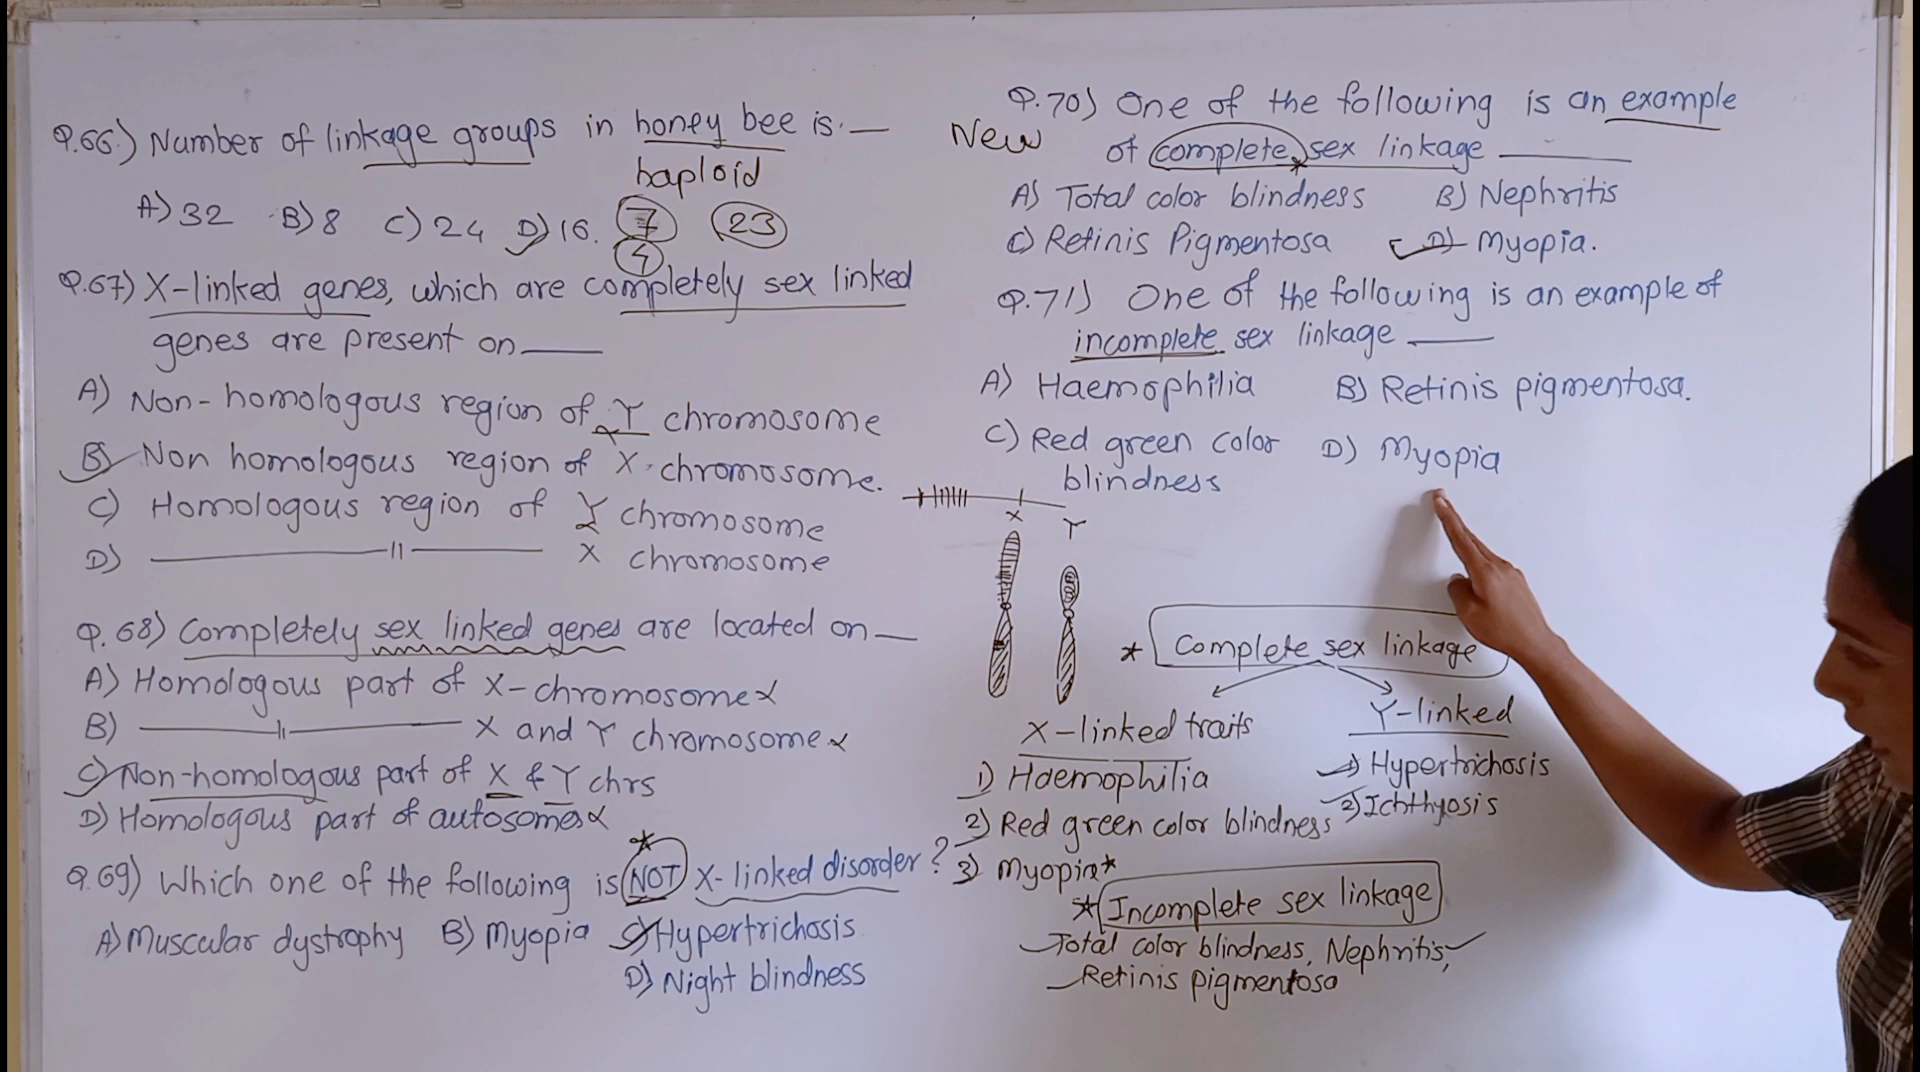 Q.66) Number of linkage groups in honey bee is. —
haploid
A) 32 B) 8 C) 24 D) 16. 7 23
4
Q.67) X-linked genes, which are completely sex linked
genes are present on ——
A) Non-homologous region of Y chromosome
B) Non homologous region of X-chromosome.
C) Homologous region of Y chromosome
D) ——— 11 ——— X chromosome
Q.68) Completely sex linked genes are located on —
A) Homologous part of X-chromosome x
B) ——— 11 ——— X and Y chromosome x
C) Non-homologous part of X & Y chrs
D) Homologous part of autosomes x
Q.69) Which one of the following is NOT X-linked disorder?
A) Muscular dystrophy B) Myopia C) Hypertrichosis
D) Night blindness
Q.70) One of the following is an example
New of complete sex linkage ———
A) Total color blindness B) Nephritis
C) Retinis Pigmentosa D) Myopia.
Q.71) One of the following is an example of
incomplete sex linkage ——
A) Haemophilia B) Retinis pigmentosa.
C) Red green color D) Myopia
blindness
X Y
* Complete sex linkage
X-linked traits Y-linked
1) Haemophilia 1) Hypertrichosis
2) Red green color blindness 2) Ichthyosis
3) Myopia*
* Incomplete sex linkage
Total color blindness, Nephritis,
Retinis pigmentosa